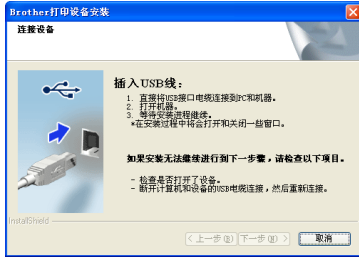 Brother打印设备安装
连接设备
插入USB线：
1. 直接将USB接口电缆连接到PC和机器。
2. 打开机器。
3. 等待安装过程继续。
*在安装过程中将会打开和关闭一些窗口。
如果安装无法继续进行到下一步骤，请检查以下项目。
- 检查是否打开了设备。
- 断开计算机和设备的USB电缆连接，然后重新连接。
InstallShield
< 上一步(B) 下一步(N) > 取消